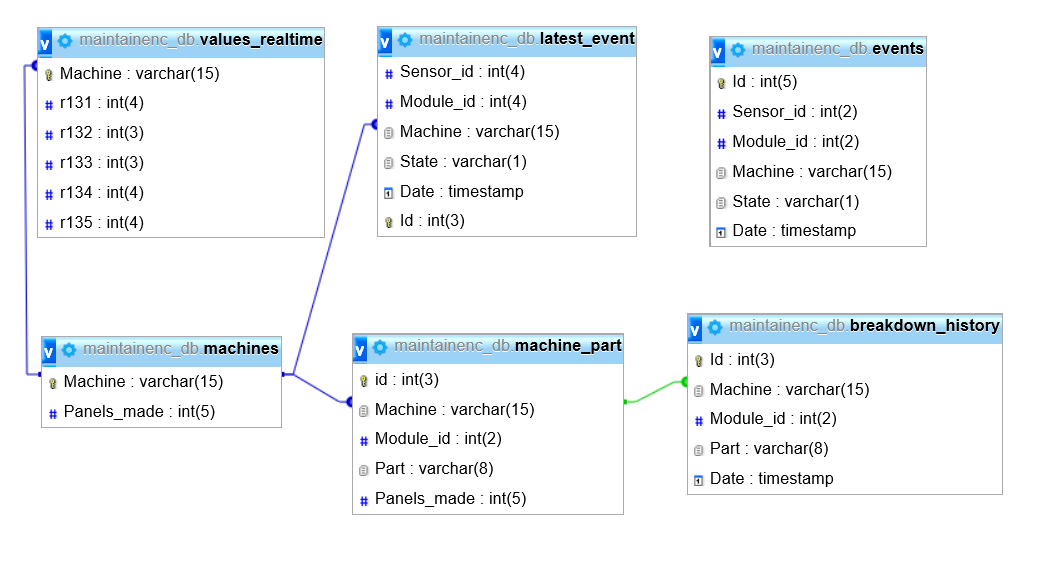 v maintainenc_db.values_realtime
Machine : varchar(15)
# r131 : int(4)
# r132 : int(3)
# r133 : int(3)
# r134 : int(4)
# r135 : int(4)
v maintainenc_db.latest_event
# Sensor_id : int(4)
# Module_id : int(4)
Machine : varchar(15)
State : varchar(1)
Date : timestamp
Id : int(3)
v maintainenc_db.events
Id : int(5)
# Sensor_id : int(2)
# Module_id : int(2)
Machine : varchar(15)
State : varchar(1)
Date : timestamp
v maintainenc_db.machines
Machine : varchar(15)
# Panels_made : int(5)
v maintainenc_db.machine_part
id : int(3)
Machine : varchar(15)
# Module_id : int(2)
Part : varchar(8)
# Panels_made : int(5)
v maintainenc_db.breakdown_history
Id : int(3)
Machine : varchar(15)
# Module_id : int(2)
Part : varchar(8)
Date : timestamp